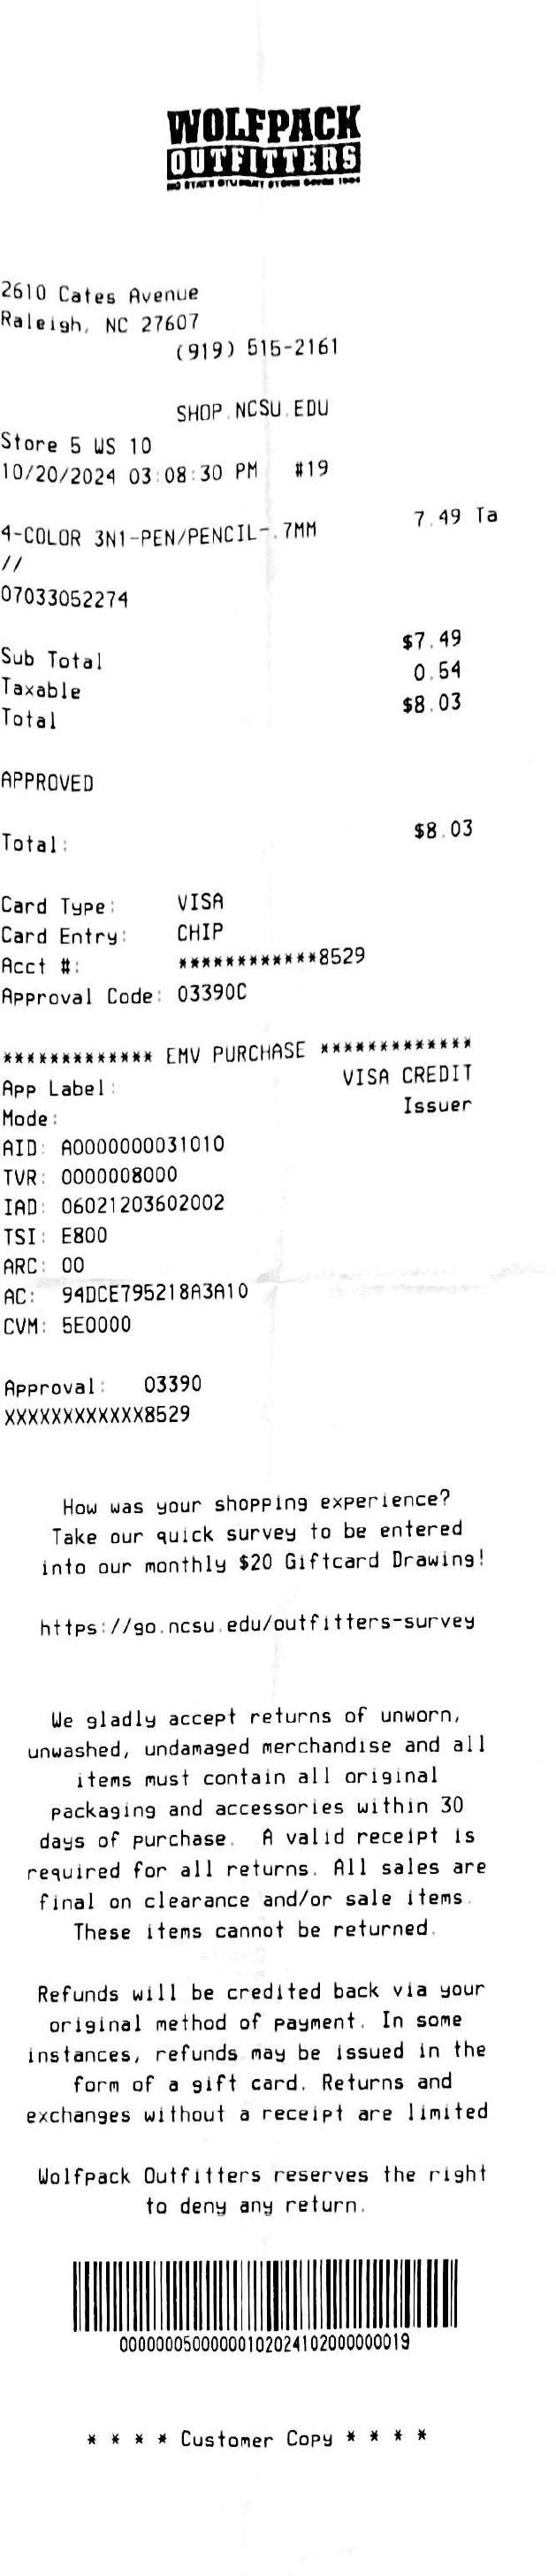 WOLFPACK
OUTFITTERS
NC STATE STUDENT STORE SINCE
2610 Cates Avenue
Raleigh, NC 27607
(919) 515-2161
SHOP.NCSU.EDU
Store 5 WS 10
10/20/2024 03:08:30 PM #19
4-COLOR 3N1-PEN/PENCIL-.7MM 7.49 Ta
//
07033052274
Sub Total $7.49
Taxable 0.54
Total $8.03
APPROVED
Total: $8.03
Card Type: VISA
Card Entry: CHIP
Acct #: ************8529
Approval Code: 03390C
************* EMV PURCHASE *************
App Label: VISA CREDIT
Mode: Issuer
AID: A0000000031010
TVR: 0000008000
IAD: 06021203602002
TSI: E800
ARC: 00
AC: 94DCE795218A3A10
CVM: 5E0000
Approval: 03390
XXXXXXXXXXXX8529
How was your shopping experience?
Take our quick survey to be entered
into our monthly $20 Giftcard Drawing!
https://go.ncsu.edu/outfitters-survey
We gladly accept returns of unworn,
unwashed, undamaged merchandise and all
items must contain all original
packaging and accessories within 30
days of purchase. A valid receipt is
required for all returns. All sales are
final on clearance and/or sale items.
These items cannot be returned.
Refunds will be credited back via your
original method of payment. In some
instances, refunds may be issued in the
form of a gift card. Returns and
exchanges without a receipt are limited
Wolfpack Outfitters reserves the right
to deny any return.
00000005000000102024102000000019
* * * * Customer Copy * * * *